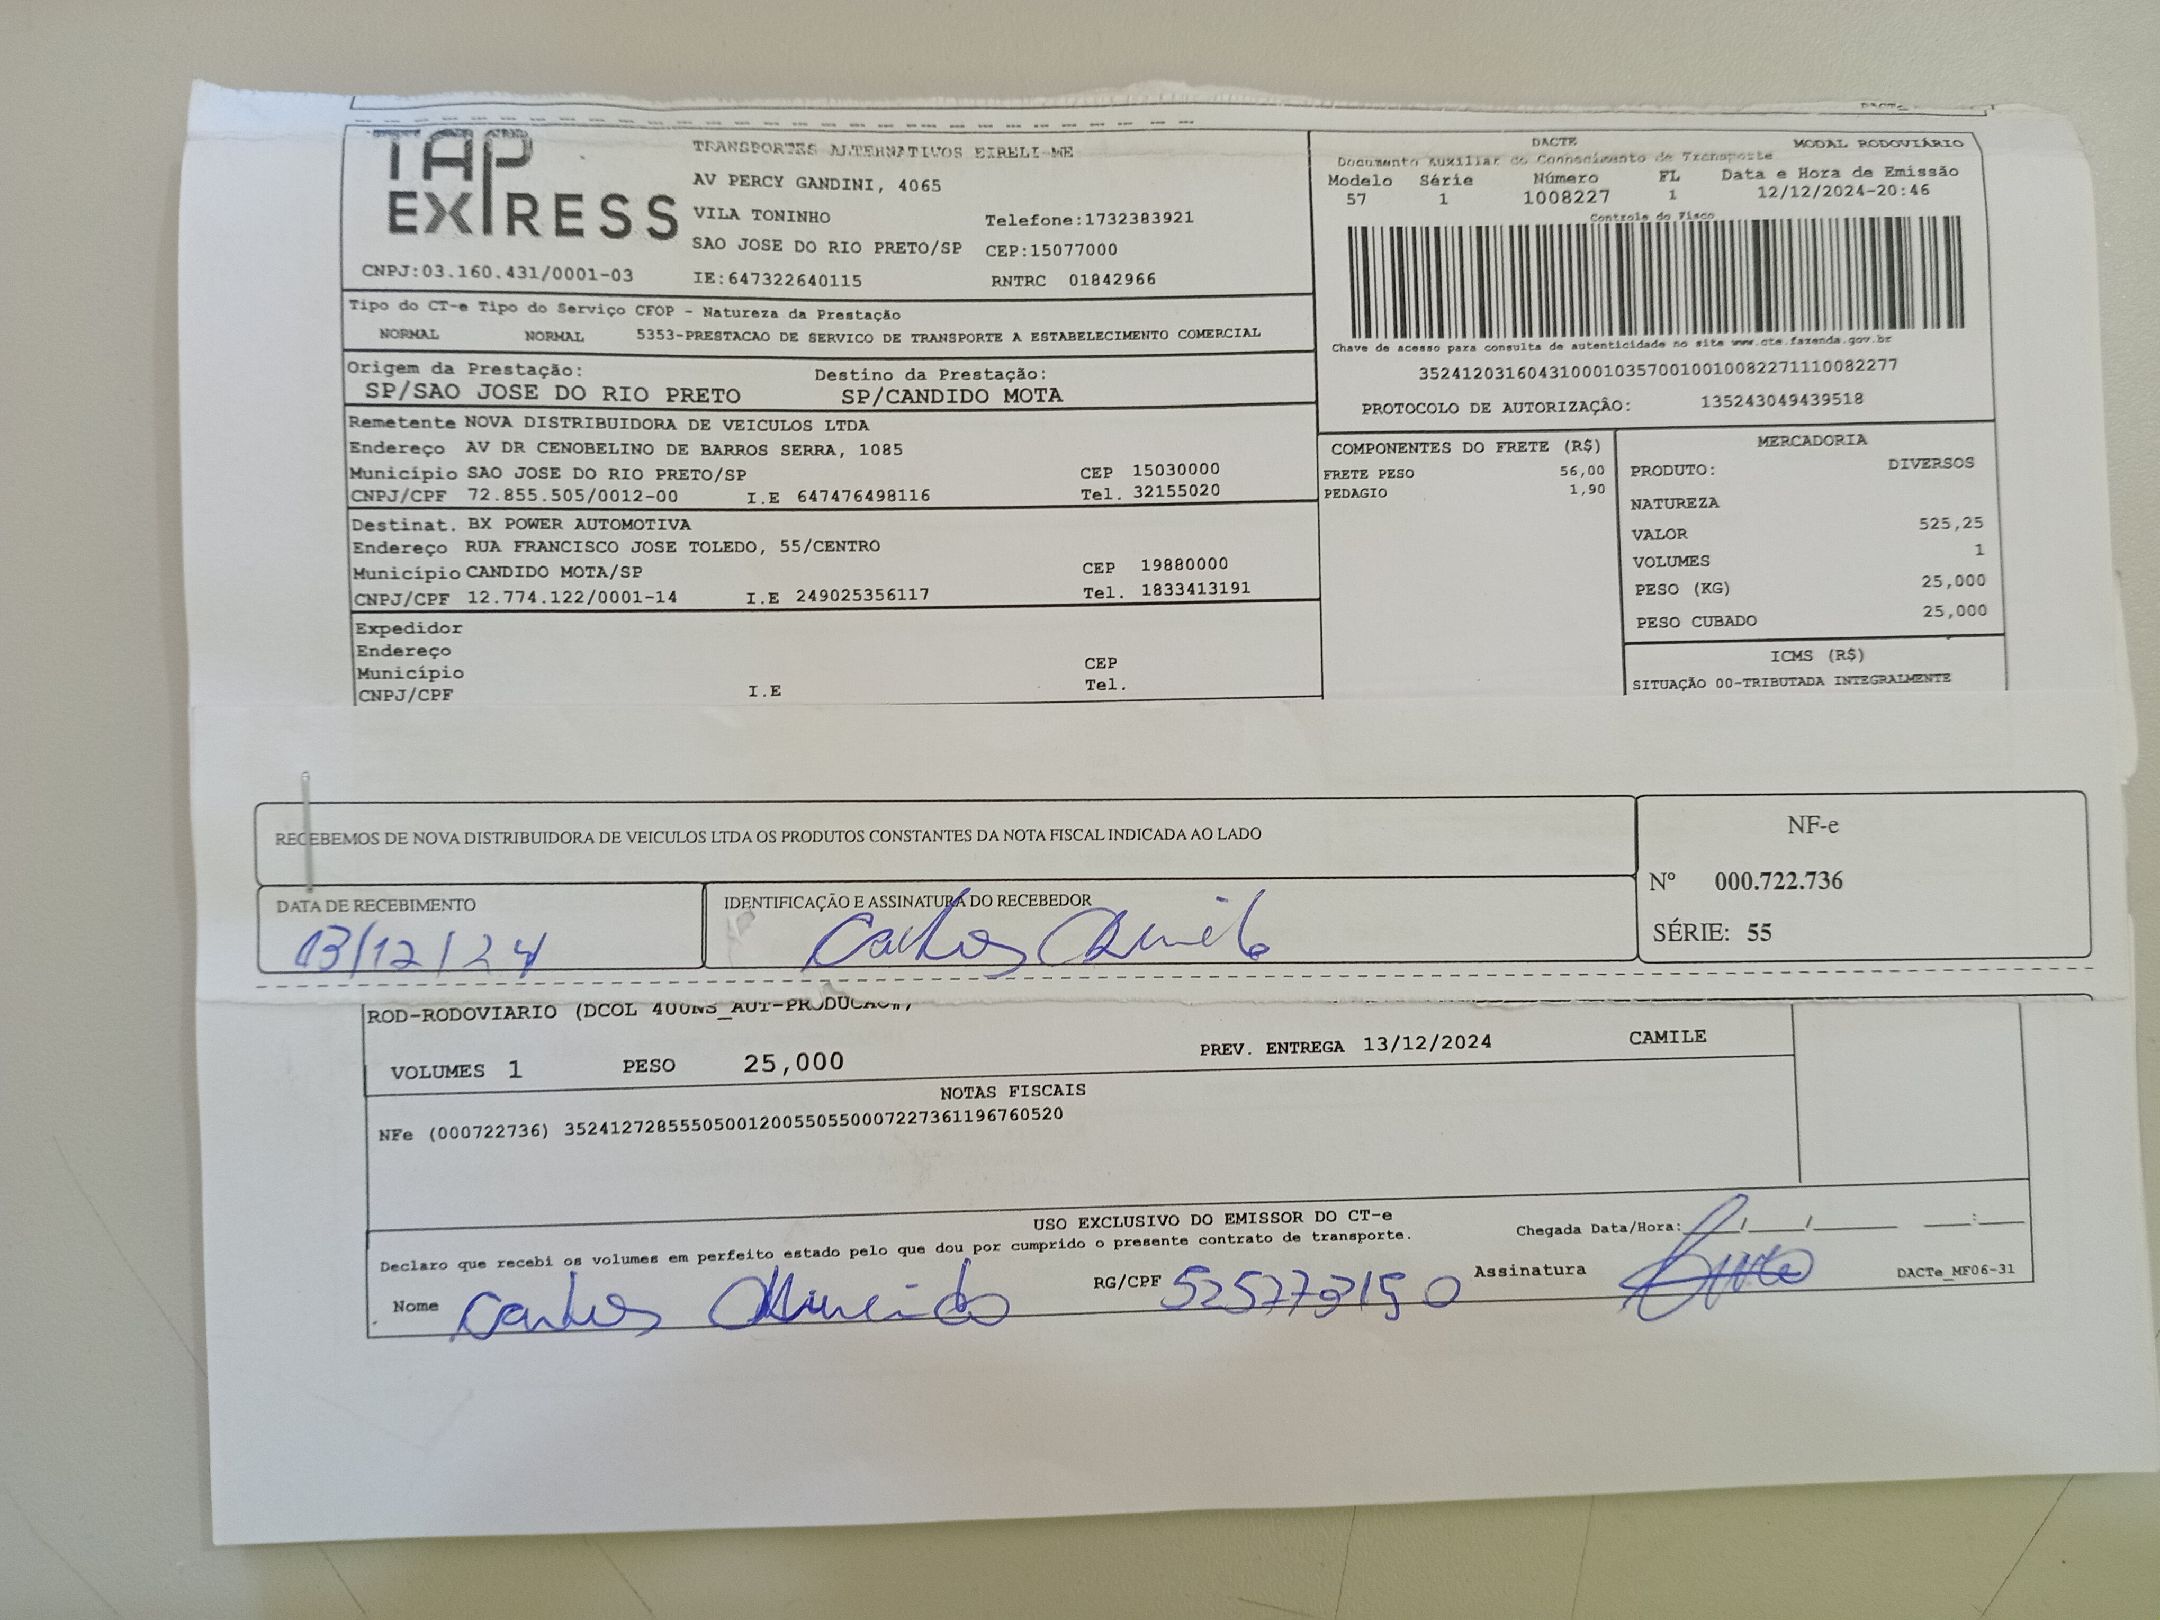 TAP EXPRESS
TRANSPORTES ALTERNATIVOS EIRELI-ME
AV PERCY GANDINI, 4065
VILA TONINHO Telefone:1732383921
SAO JOSE DO RIO PRETO/SP CEP:15077000
CNPJ:03.160.431/0001-03 IE:647322640115 RNTRC 01842966
DACTE MODAL RODOVIÁRIO
Documento Auxiliar do Conhecimento de Transporte
Modelo Série Número FL Data e Hora de Emissão
57 1 1008227 1 12/12/2024-20:46
Controle do Fisco
Chave de acesso para consulta de autenticidade no site www.cte.fazenda.gov.br
35241203160431000103570010010082271110082277
PROTOCOLO DE AUTORIZAÇÃO: 135243049439518
Tipo do CT-e Tipo do Serviço CFOP - Natureza da Prestação
NORMAL NORMAL 5353-PRESTACAO DE SERVICO DE TRANSPORTE A ESTABELECIMENTO COMERCIAL
Origem da Prestação: Destino da Prestação:
SP/SAO JOSE DO RIO PRETO SP/CANDIDO MOTA
Remetente NOVA DISTRIBUIDORA DE VEICULOS LTDA
Endereço AV DR CENOBELINO DE BARROS SERRA, 1085
Município SAO JOSE DO RIO PRETO/SP CEP 15030000
CNPJ/CPF 72.855.505/0012-00 I.E 647476498116 Tel. 32155020
Destinat. BX POWER AUTOMOTIVA
Endereço RUA FRANCISCO JOSE TOLEDO, 55/CENTRO
Município CANDIDO MOTA/SP CEP 19880000
CNPJ/CPF 12.774.122/0001-14 I.E 249025356117 Tel. 1833413191
Expedidor
Endereço
Município CEP
CNPJ/CPF I.E Tel.
COMPONENTES DO FRETE (R$)
FRETE PESO 56,00
PEDAGIO 1,90
MERCADORIA
PRODUTO: DIVERSOS
NATUREZA
VALOR 525,25
VOLUMES 1
PESO (KG) 25,000
PESO CUBADO 25,000
ICMS (R$)
SITUAÇÃO 00-TRIBUTADA INTEGRALMENTE
RECEBEMOS DE NOVA DISTRIBUIDORA DE VEICULOS LTDA OS PRODUTOS CONSTANTES DA NOTA FISCAL INDICADA AO LADO
DATA DE RECEBIMENTO IDENTIFICAÇÃO E ASSINATURA DO RECEBEDOR
13/12/24 Carlos
NF-e
Nº 000.722.736
SÉRIE: 55
ROD-RODOVIARIO (DCOL 400NS_AUT-PRODUCAO
VOLUMES 1 PESO 25,000 PREV. ENTREGA 13/12/2024 CAMILE
NOTAS FISCAIS
NFe (000722736) 35241272855505001200550550007227361196760520
USO EXCLUSIVO DO EMISSOR DO CT-e
Declaro que recebi os volumes em perfeito estado pelo que dou por cumprido o presente contrato de transporte.
Chegada Data/Hora: / / :
Nome Carlos Almeida RG/CPF Assinatura
DACTe_MF06-31